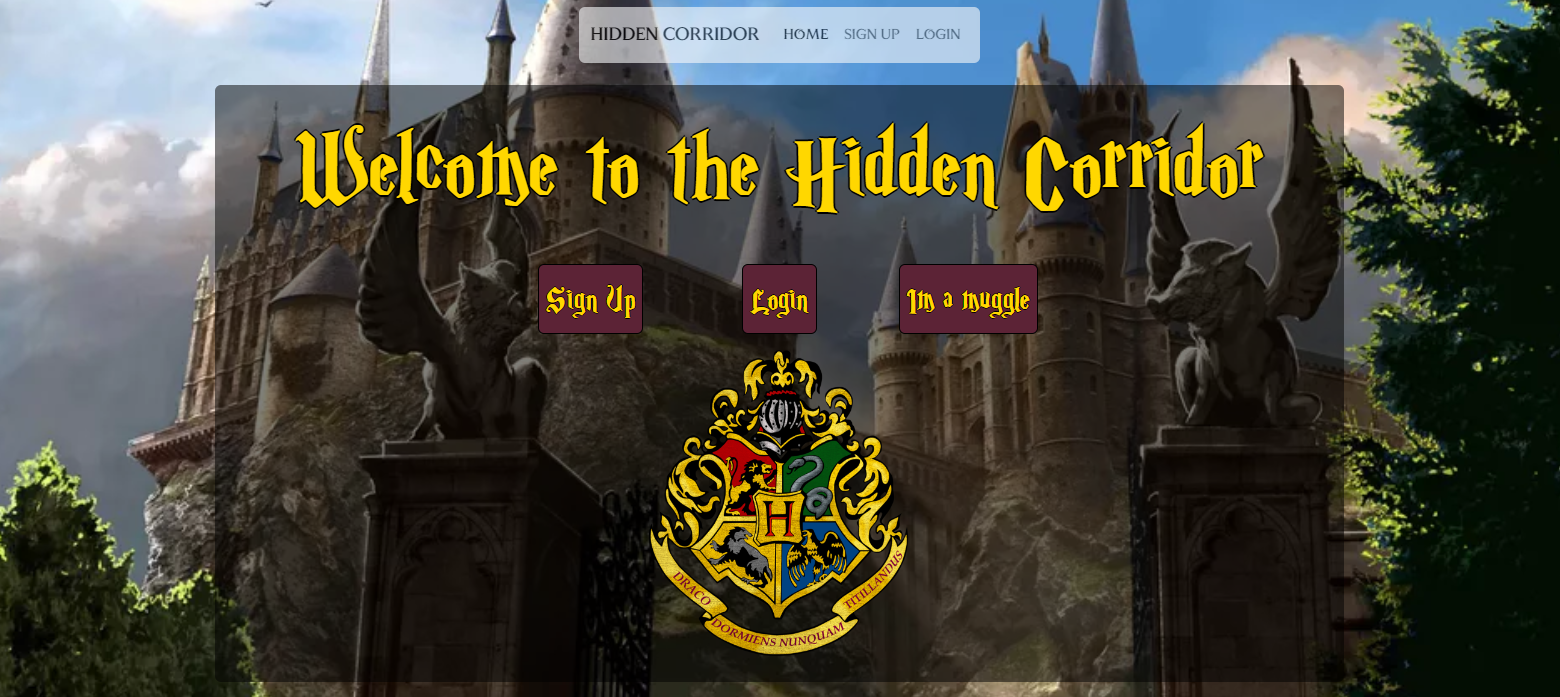 HIDDEN CORRIDOR HOME SIGN UP LOGIN
Welcome to the Hidden Corridor
Sign Up Login Im a muggle
H
DRACO DORMIENS NUNQUAM TITILLANDUS